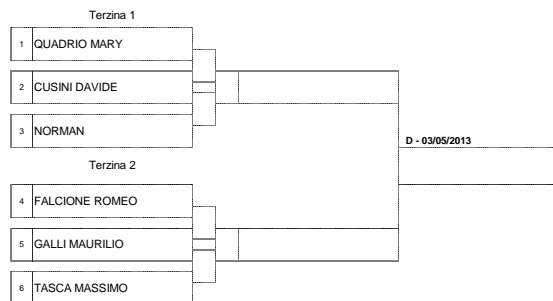 Terzina 1
1 QUADRIO MARY
2 CUSINI DAVIDE
3 NORMAN
D - 03/05/2013
Terzina 2
4 FALCIONE ROMEO
5 GALLI MAURILIO
6 TASCA MASSIMO